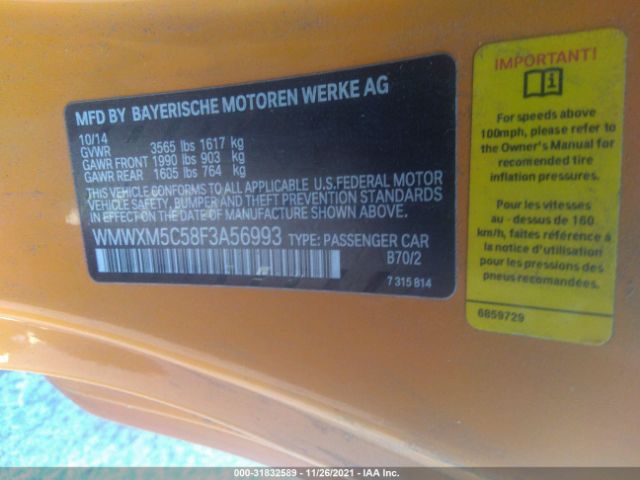 MFD BY BAYERISCHE MOTOREN WERKE AG
10/14
GVWR 3565 lbs 1617 kg
GAWR FRONT 1990 lbs 903 kg
GAWR REAR 1605 lbs 764 kg
THIS VEHICLE CONFORMS TO ALL APPLICABLE U.S.FEDERAL MOTOR
VEHICLE SAFETY, BUMPER, AND THEFT PREVENTION STANDARDS
IN EFFECT ON THE DATE OF MANUFACTURE SHOWN ABOVE.
WMWXM5C58F3A56993 TYPE: PASSENGER CAR
B70/2
7 315 814
IMPORTANT!
For speeds above
100mph, please refer to
the Owner's Manual for
recomended tire
inflation pressures.
Pour les vitesses
au - dessus de 160
km/h, faites référence
a la notice
d'utilisation pour
les pressions des
pneus recomandées.
6859729
000-31832589 - 11/26/2021 - IAA Inc.